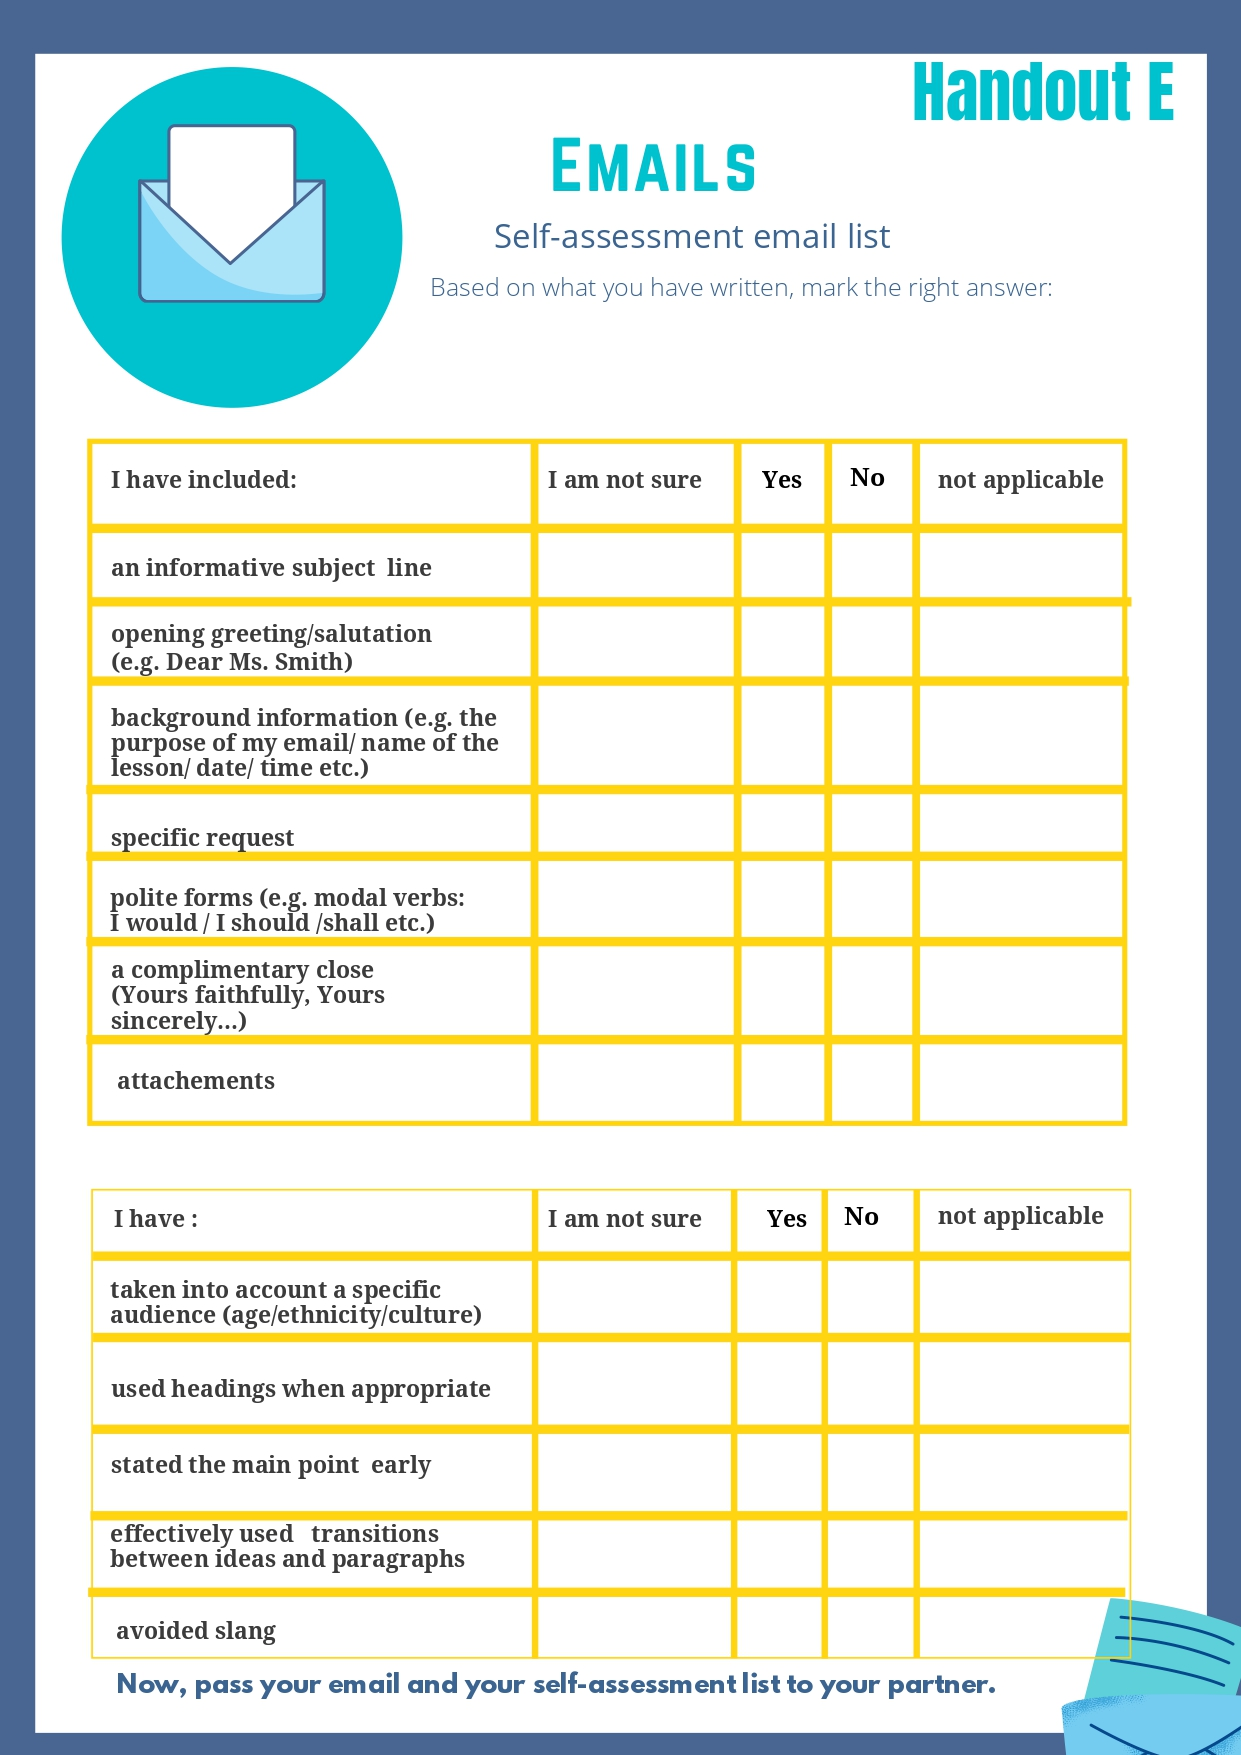 Handout E
Emails
Self-assessment email list
Based on what you have written, mark the right answer:
I have included: I am not sure Yes No not applicable
an informative subject line
opening greeting/salutation
(e.g. Dear Ms. Smith)
background information (e.g. the
purpose of my email/ name of the
lesson/ date/ time etc.)
specific request
polite forms (e.g. modal verbs:
I would / I should /shall etc.)
a complimentary close
(Yours faithfully, Yours
sincerely...)
attachements
I have : I am not sure Yes No not applicable
taken into account a specific
audience (age/ethnicity/culture)
used headings when appropriate
stated the main point early
effectively used transitions
between ideas and paragraphs
avoided slang
Now, pass your email and your self-assessment list to your partner.